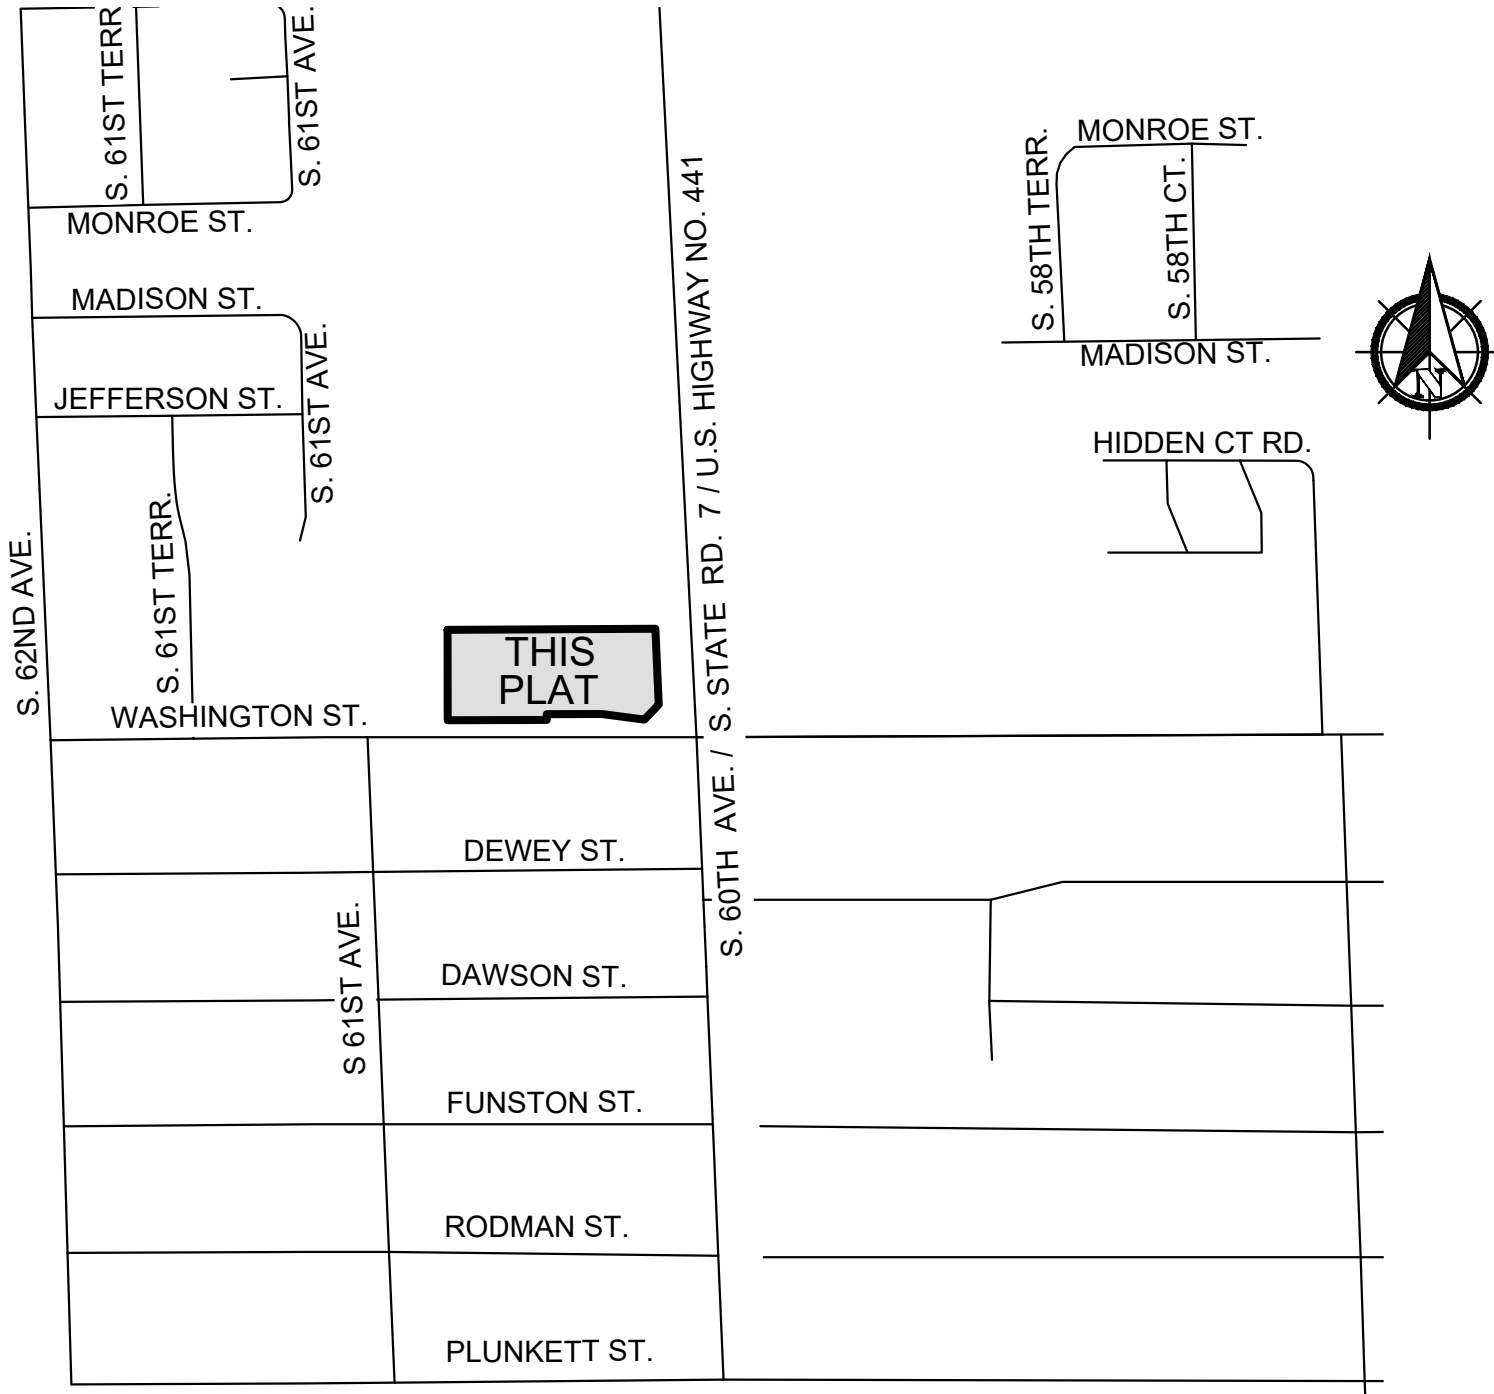 S. 61ST TERR
S. 61ST AVE.
MONROE ST.
MADISON ST.
JEFFERSON ST.
S. 61ST AVE.
S. 61ST TERR.
S. 62ND AVE.
WASHINGTON ST.
THIS
PLAT
S. 60TH AVE. / S. STATE RD. 7 / U.S. HIGHWAY NO. 441
MONROE ST.
S. 58TH TERR.
S. 58TH CT.
MADISON ST.
HIDDEN CT RD.
N
DEWEY ST.
S 61ST AVE.
DAWSON ST.
FUNSTON ST.
RODMAN ST.
PLUNKETT ST.